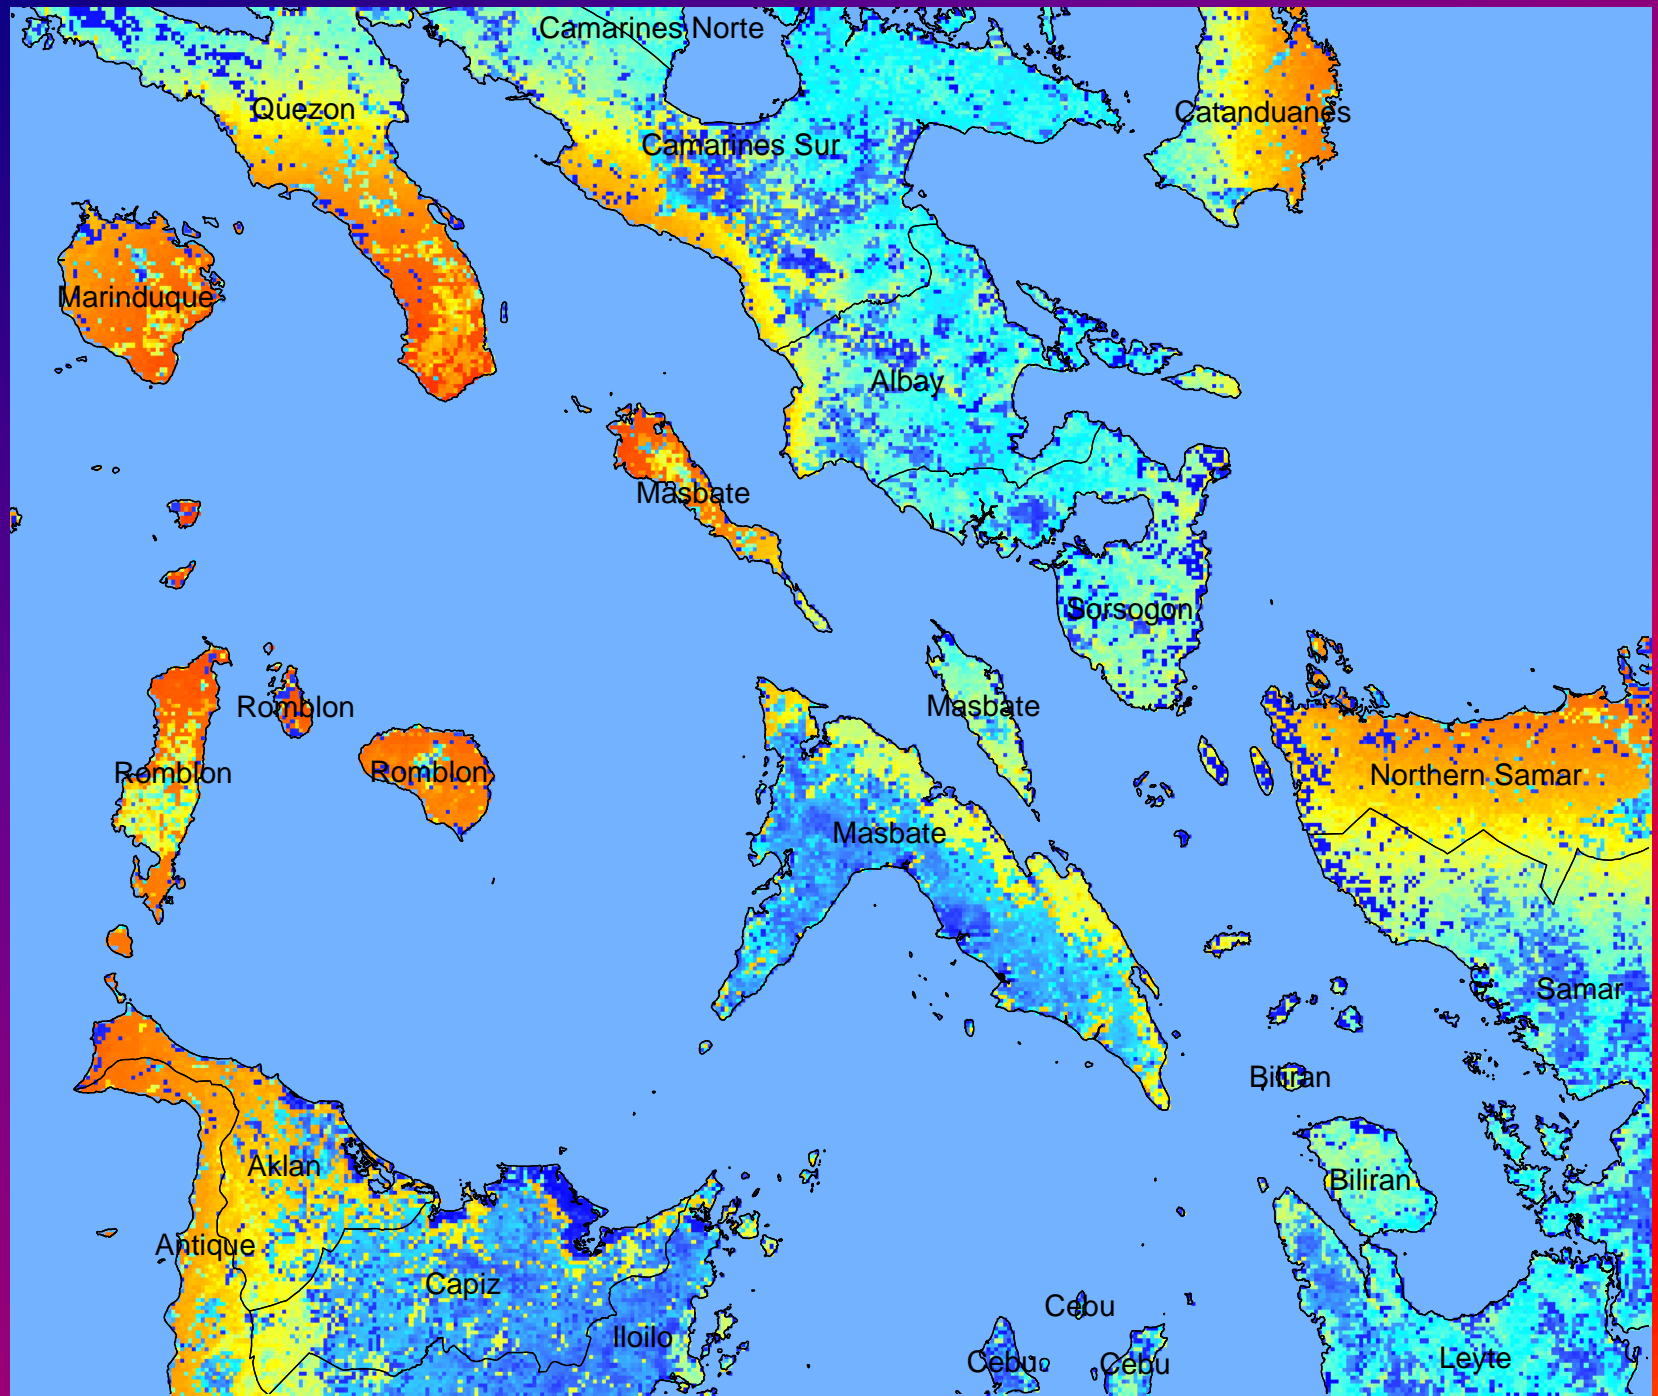 Camarines Norte
Quezon
Catanduanes
Camarines Sur
Marinduque
Albay
Masbate
Sorsogon
Romblon
Masbate
Romblon
Romblon
Northern Samar
Masbate
Samar
Biliran
Aklan
Biliran
Antique
Capiz
Cebu
Iloilo
Cebu
Cebu
Leyte